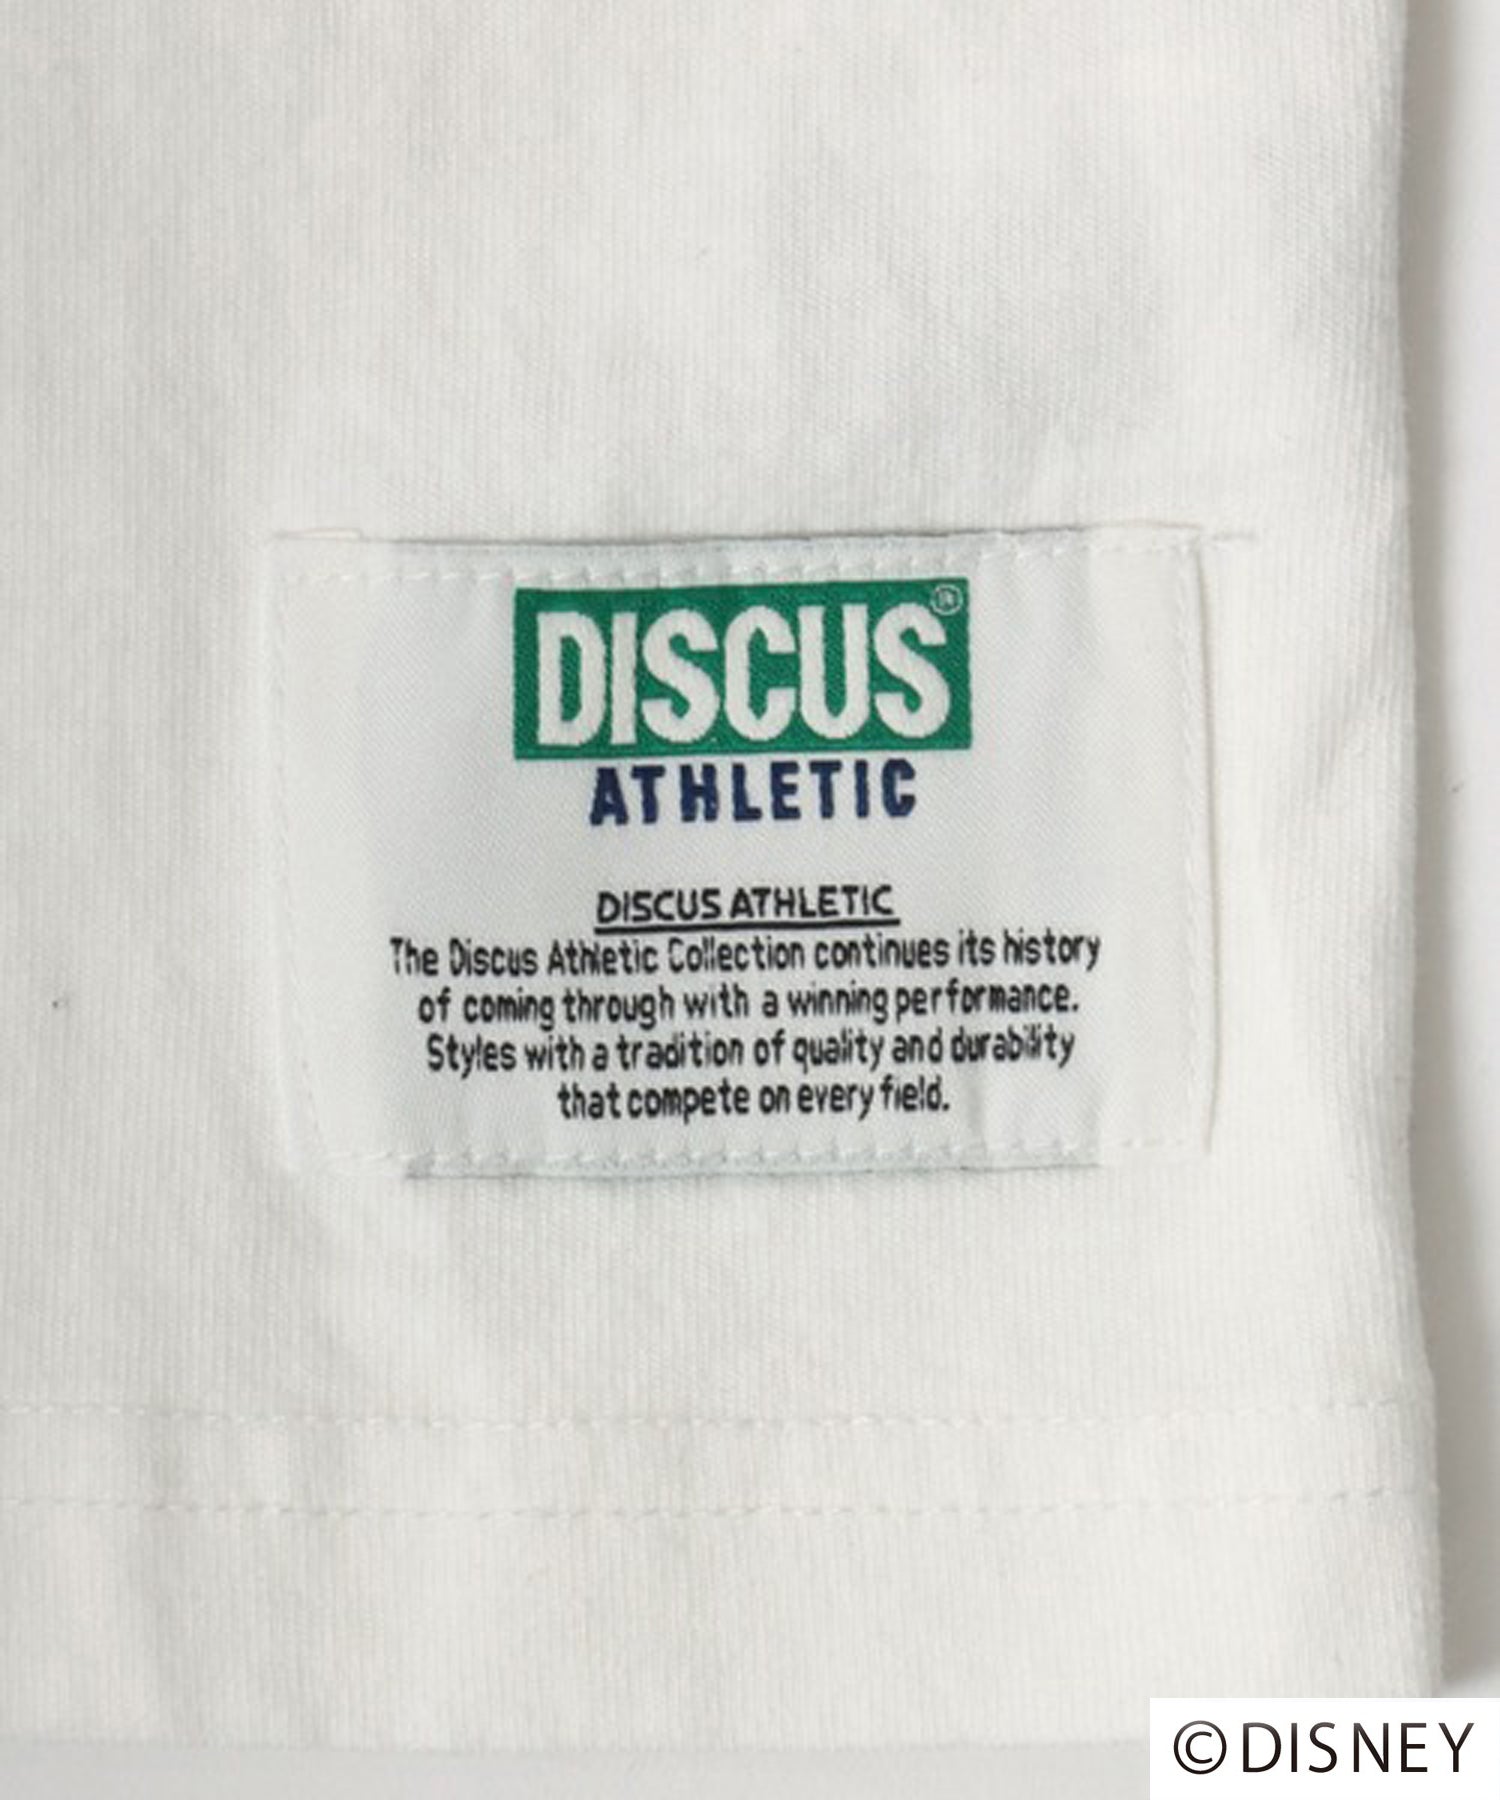 DISCUS®
ATHLETIC
DISCUS ATHLETIC
The Discus Athletic Collection continues its history
of coming through with a winning performance.
Styles with a tradition of quality and durability
that compete on every field.
©DISNEY